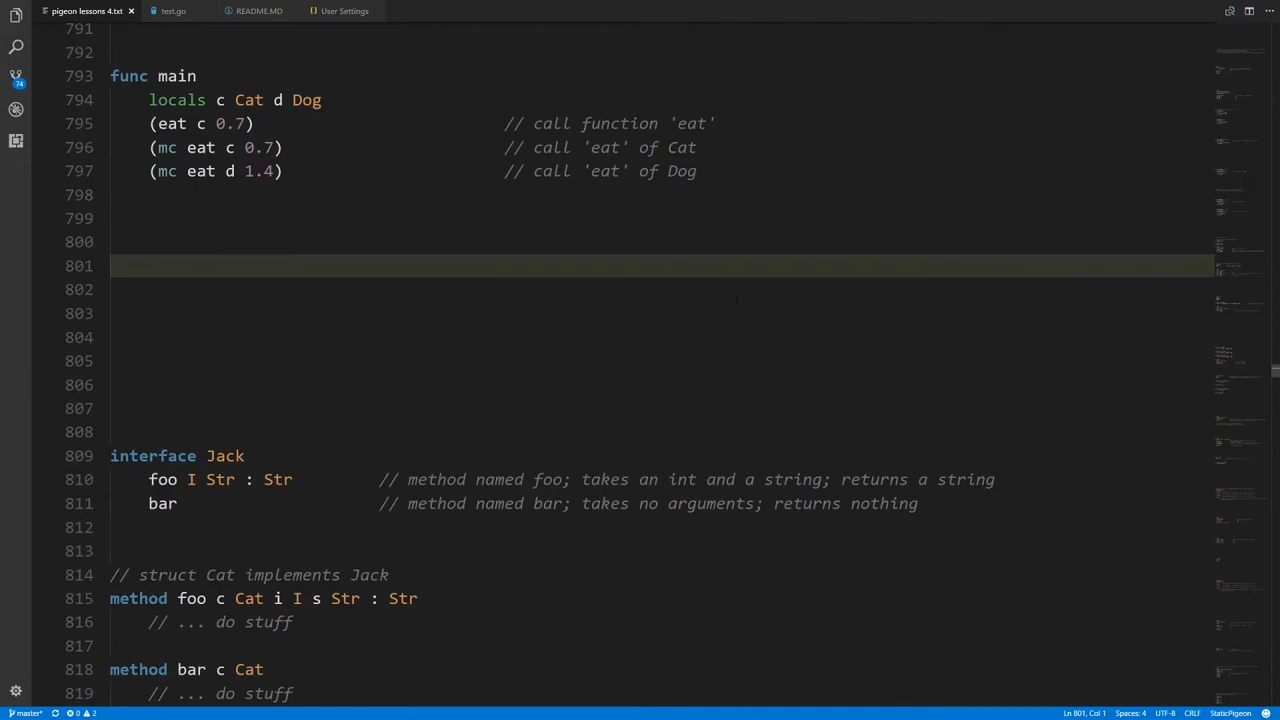 pigeon lessons 4.txt × test.go README.MD {} User Settings
791
792
793 func main
794 locals c Cat d Dog
795 (eat c 0.7) // call function 'eat'
796 (mc eat c 0.7) // call 'eat' of Cat
797 (mc eat d 1.4) // call 'eat' of Dog
798
799
800
801
802
803
804
805
806
807
808
809 interface Jack
810 foo I Str : Str // method named foo; takes an int and a string; returns a string
811 bar // method named bar; takes no arguments; returns nothing
812
813
814 // struct Cat implements Jack
815 method foo c Cat i I s Str : Str
816 // ... do stuff
817
818 method bar c Cat
819 // ... do stuff
74
master* 0 2 Ln 801, Col 1 Spaces: 4 UTF-8 CRLF StaticPigeon